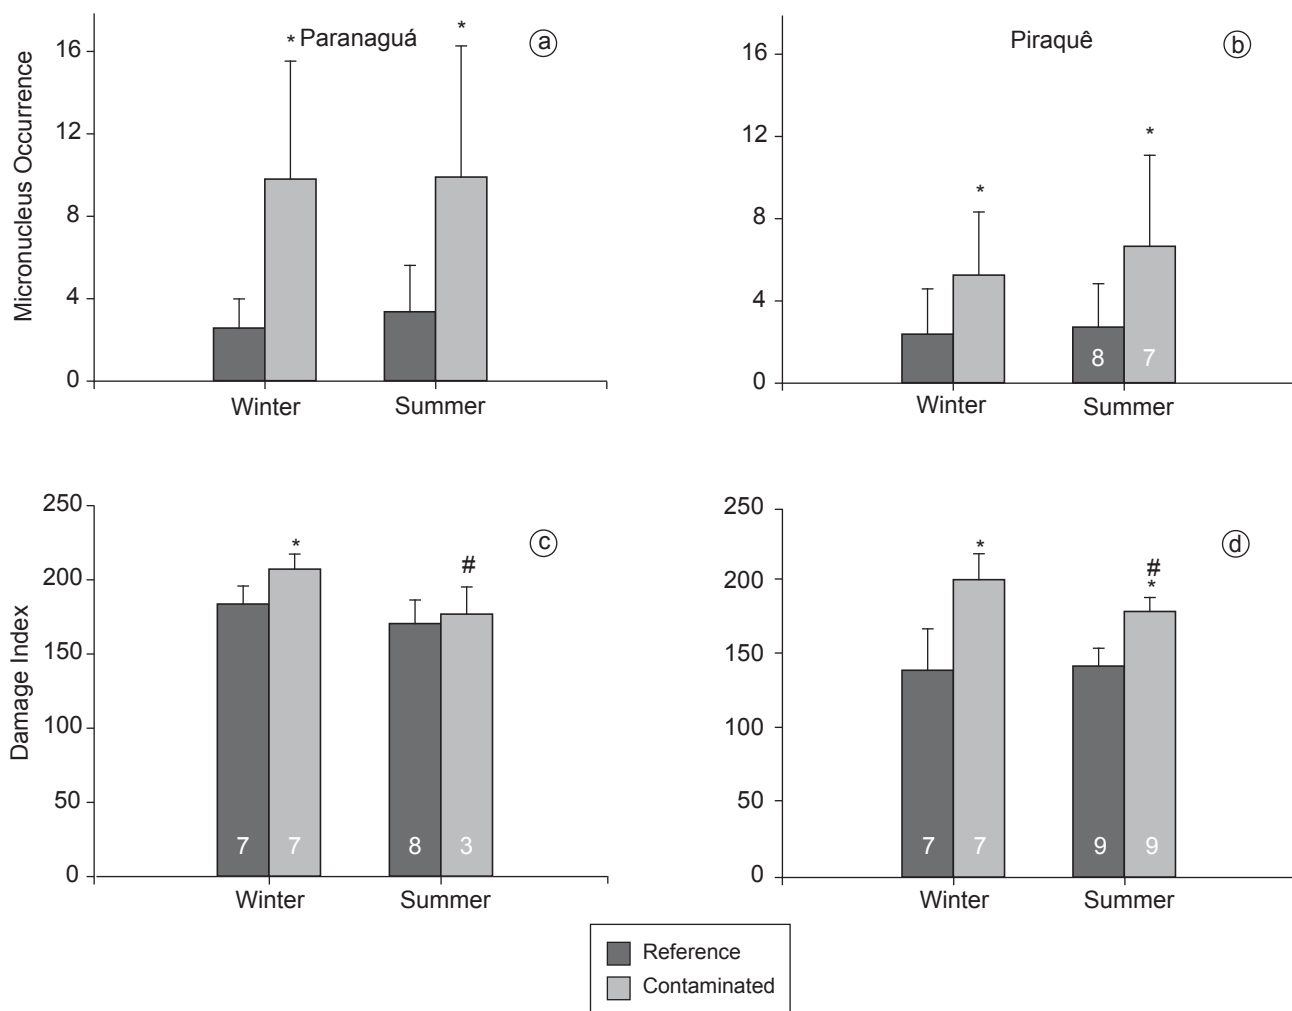 Micronucleus Occurrence
16
12
8
4
0
* Paranaguá
*
a
Winter
Summer
16
12
8
4
0
Piraquê
b
*
*
8
7
Winter
Summer
Damage Index
250
200
150
100
50
0
c
*
#
7
7
8
3
Winter
Summer
250
200
150
100
50
0
d
*
#
*
7
7
9
9
Winter
Summer
Reference
Contaminated